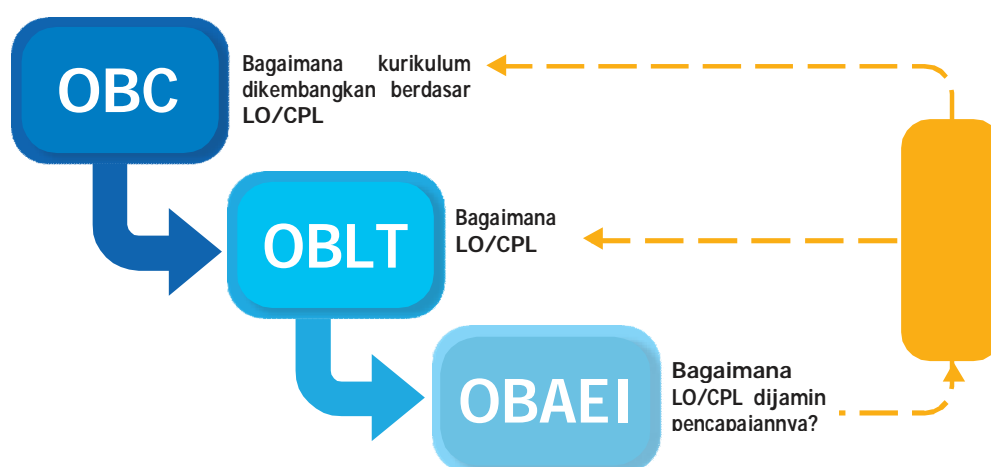 OBC
Bagaimana kurikulum
dikembangkan berdasar
LO/CPL
OBLT
Bagaimana
LO/CPL
OBAEI
Bagaimana
LO/CPL dijamin
pencapaiannya?